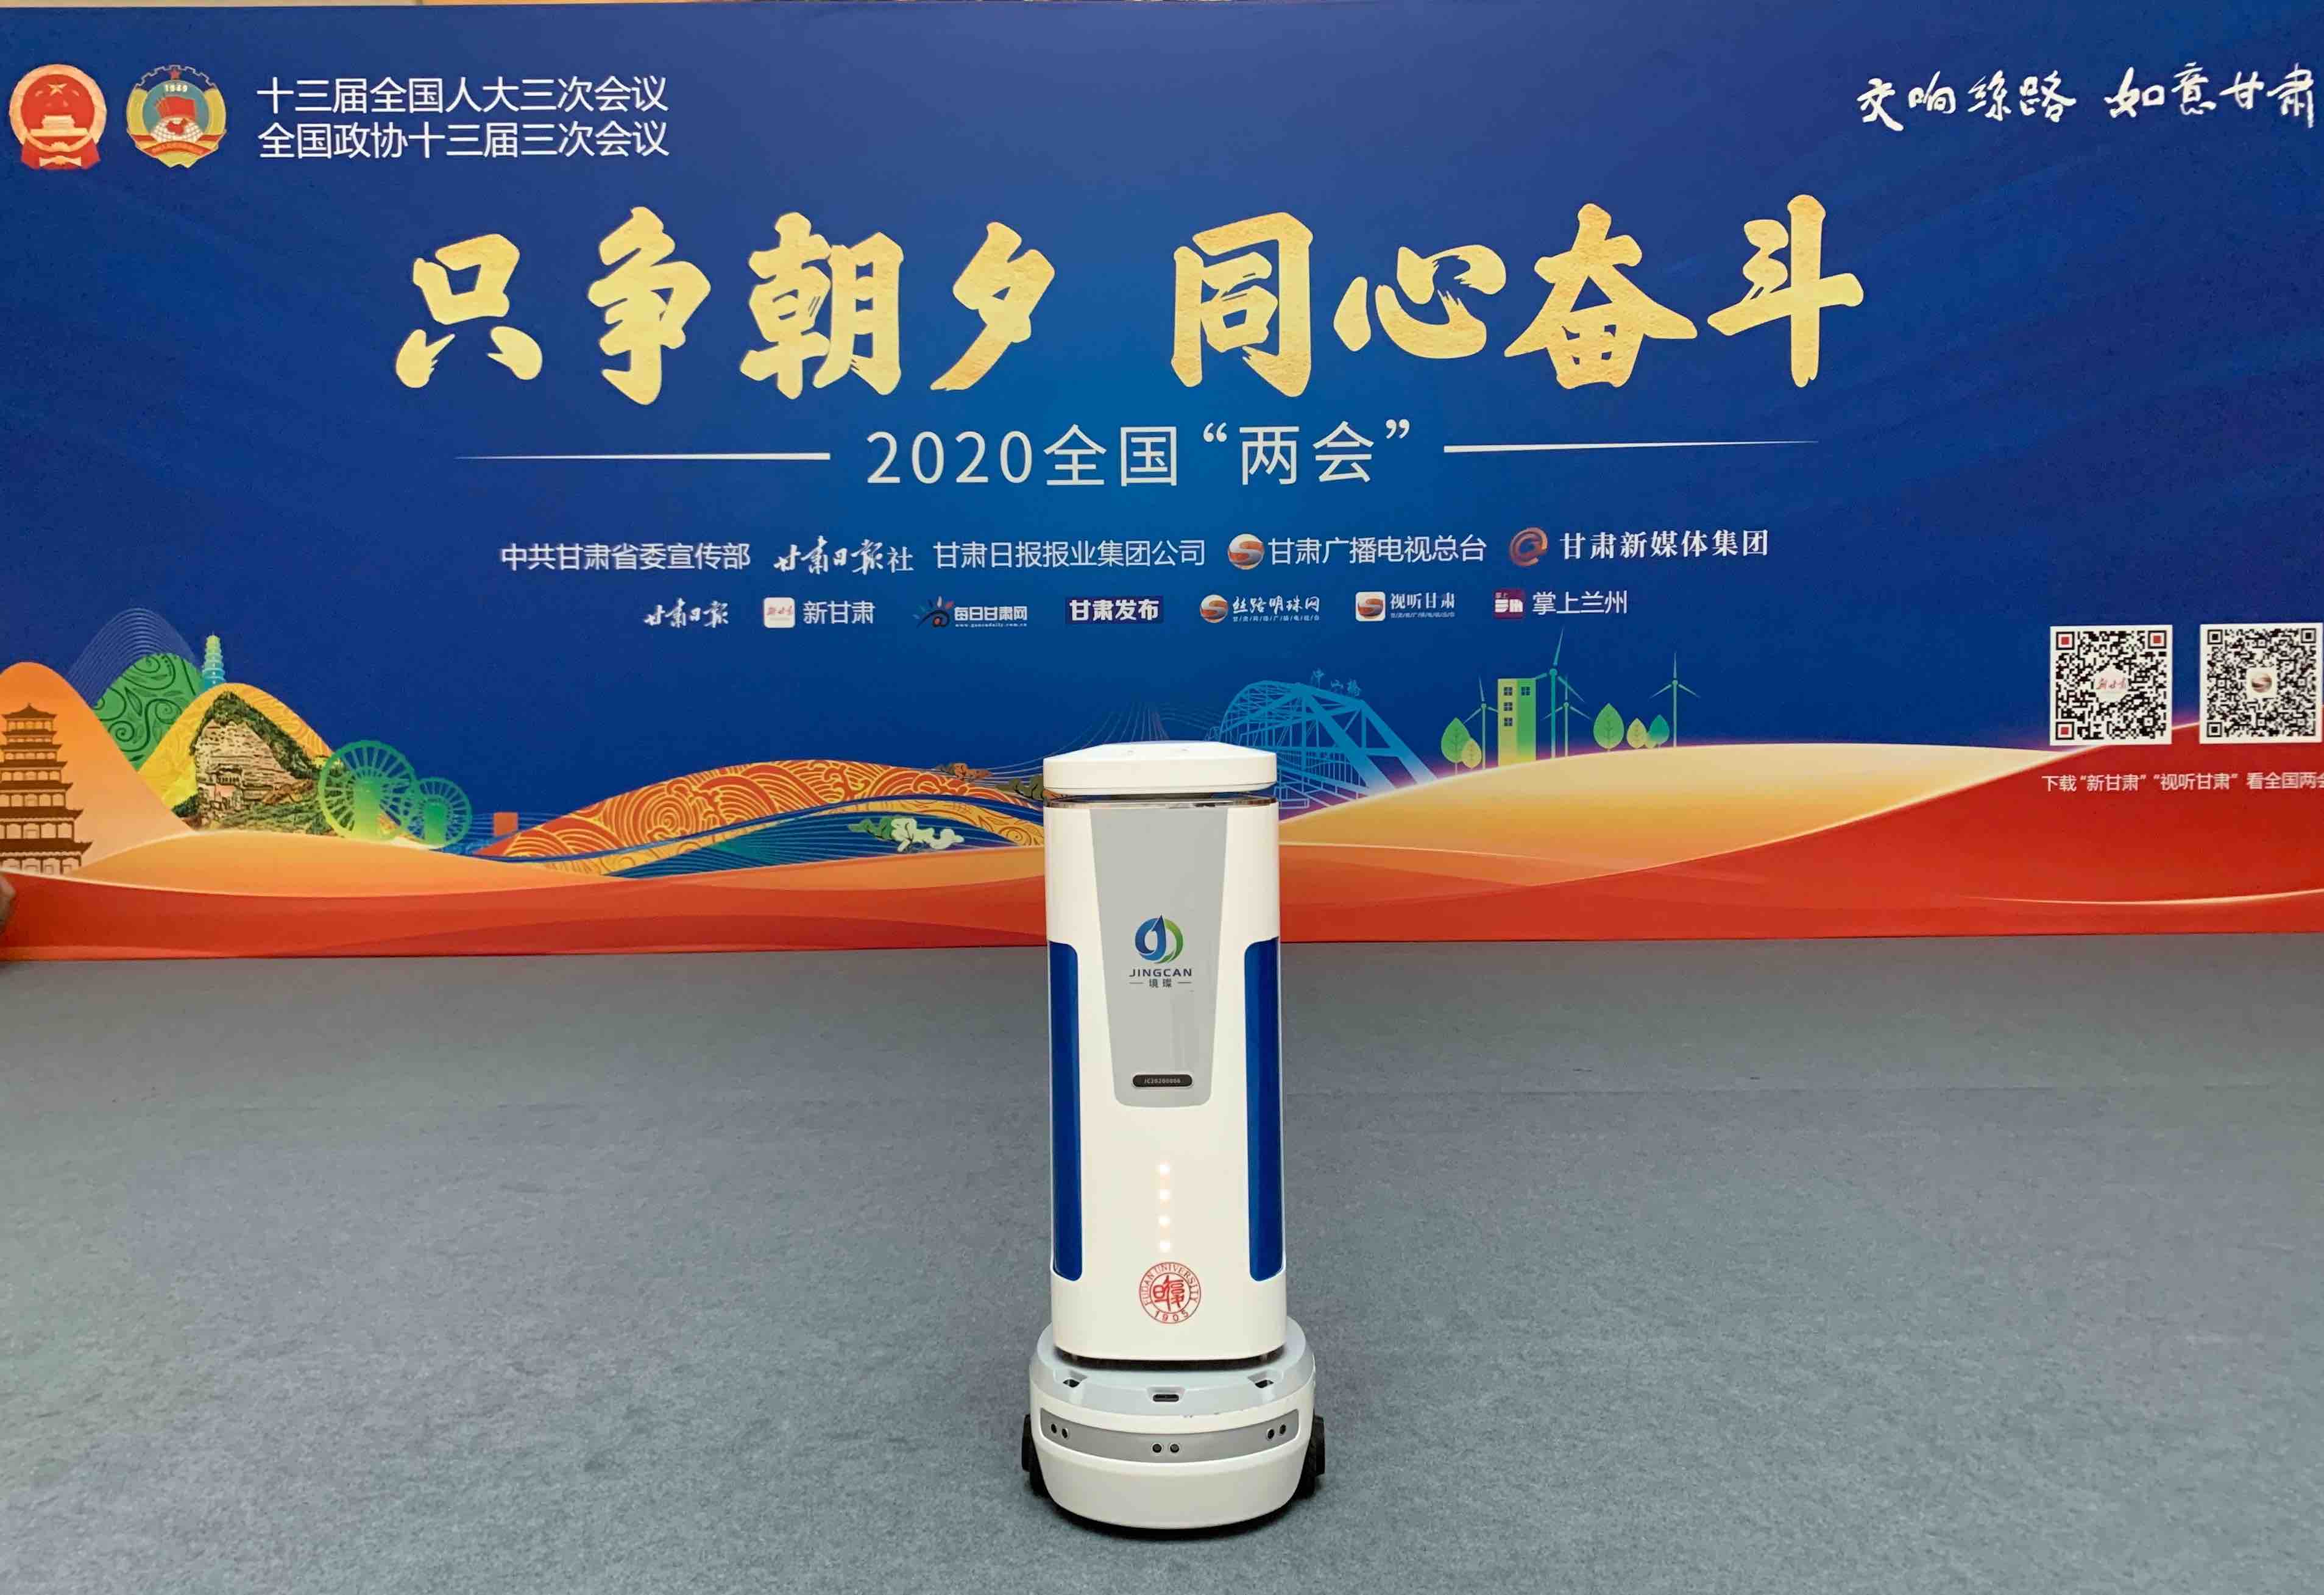 十三届全国人大三次会议
全国政协十三届三次会议
交响丝路 如意甘肃
只争朝夕 同心奋斗
2020全国“两会”
中共甘肃省委宣传部 甘肃日报社 甘肃日报报业集团公司 甘肃广播电视总台 甘肃新媒体集团
甘肃日报 新甘肃 每日甘肃网 甘肃发布 丝路明珠网 视听甘肃 掌上兰州
中山桥
下载“新甘肃”“视听甘肃”看全国两会
JINGCAN
境璨
FUDAN UNIVERSITY
1905